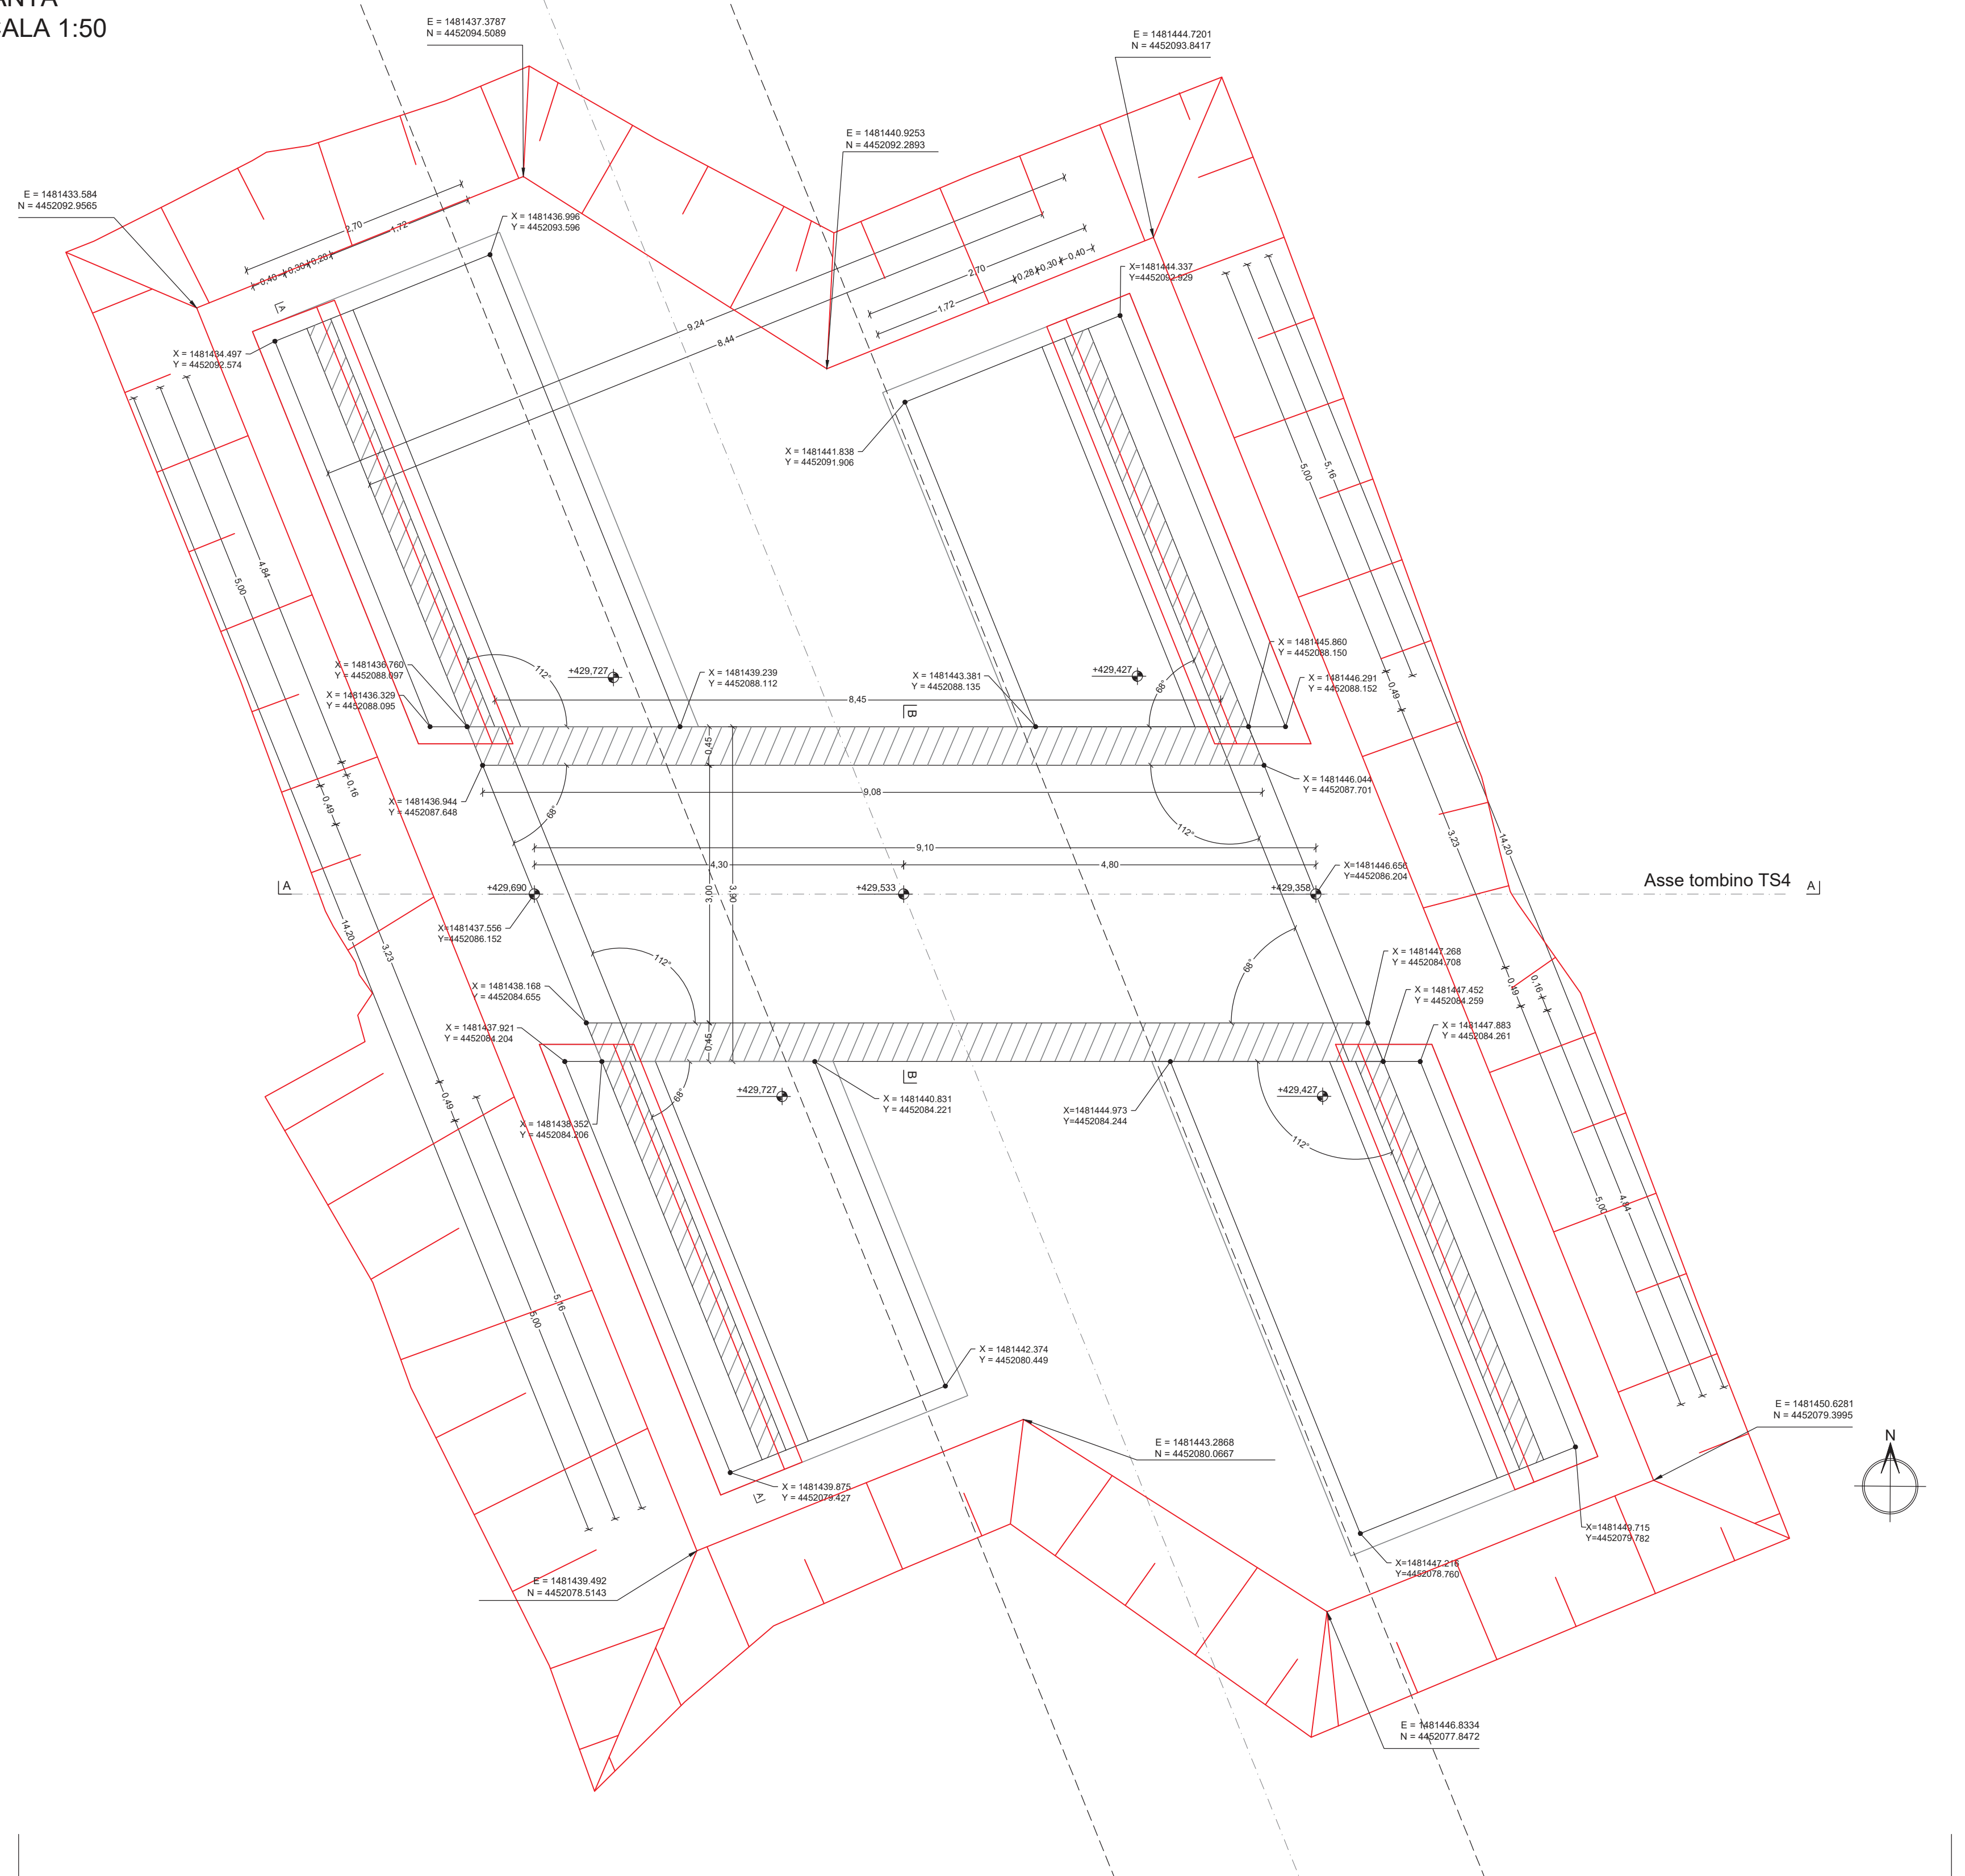 CALA 1:50
E = 1481437.3787
N = 4452094.5089
E = 1481444.7201
N = 4452093.8417
E = 1481440.9253
N = 4452092.2893
E = 1481433.584
N = 4452092.9565
X = 1481436.996
Y = 4452093.596
2,70
1,72
0,40
0,30
0,28
A
X=1481444.337
Y=4452092.929
2,70
1,72
0,28
0,30
0,40
9,24
8,44
X = 1481434.497
Y = 4452092.574
X = 1481441.838
Y = 4452091.906
5,00
5,16
4,84
5,00
X = 1481436.760
Y = 4452088.097
X = 1481436.329
Y = 4452088.095
112°
+429,727
X = 1481439.239
Y = 4452088.112
X = 1481443.381
Y = 4452088.135
+429,427
68°
X = 1481445.860
Y = 4452088.150
X = 1481446.291
Y = 4452088.152
8,45
B
0,49
0,45
0,16
0,49
X = 1481436.944
Y = 4452087.648
9,08
X = 1481446.044
Y = 4452087.701
68°
112°
9,10
4,30
4,80
3,23
14,20
A
+429,690
+429,533
+429,358
X=1481446.656
Y=4452086.204
Asse tombino TS4
A
3,00
3,90
X=1481437.556
Y=4452086.152
14,20
3,23
112°
68°
X = 1481447.268
Y = 4452084.708
X = 1481438.168
Y = 4452084.655
X = 1481447.452
Y = 4452084.259
0,49
0,16
X = 1481437.921
Y = 4452084.204
0,45
X = 1481447.883
Y = 4452084.261
B
+429,727
+429,427
0,49
68°
X = 1481440.831
Y = 4452084.221
X=1481444.973
Y=4452084.244
X = 1481438.352
Y = 4452084.206
112°
5,00
4,84
5,16
5,00
X = 1481442.374
Y = 4452080.449
E = 1481450.6281
N = 4452079.3995
E = 1481443.2868
N = 4452080.0667
N
X = 1481439.875
Y = 4452079.427
A
X=1481449.715
Y=4452079.782
X=1481447.216
Y=4452078.760
E = 1481439.492
N = 4452078.5143
E = 1481446.8334
N = 4452077.8472